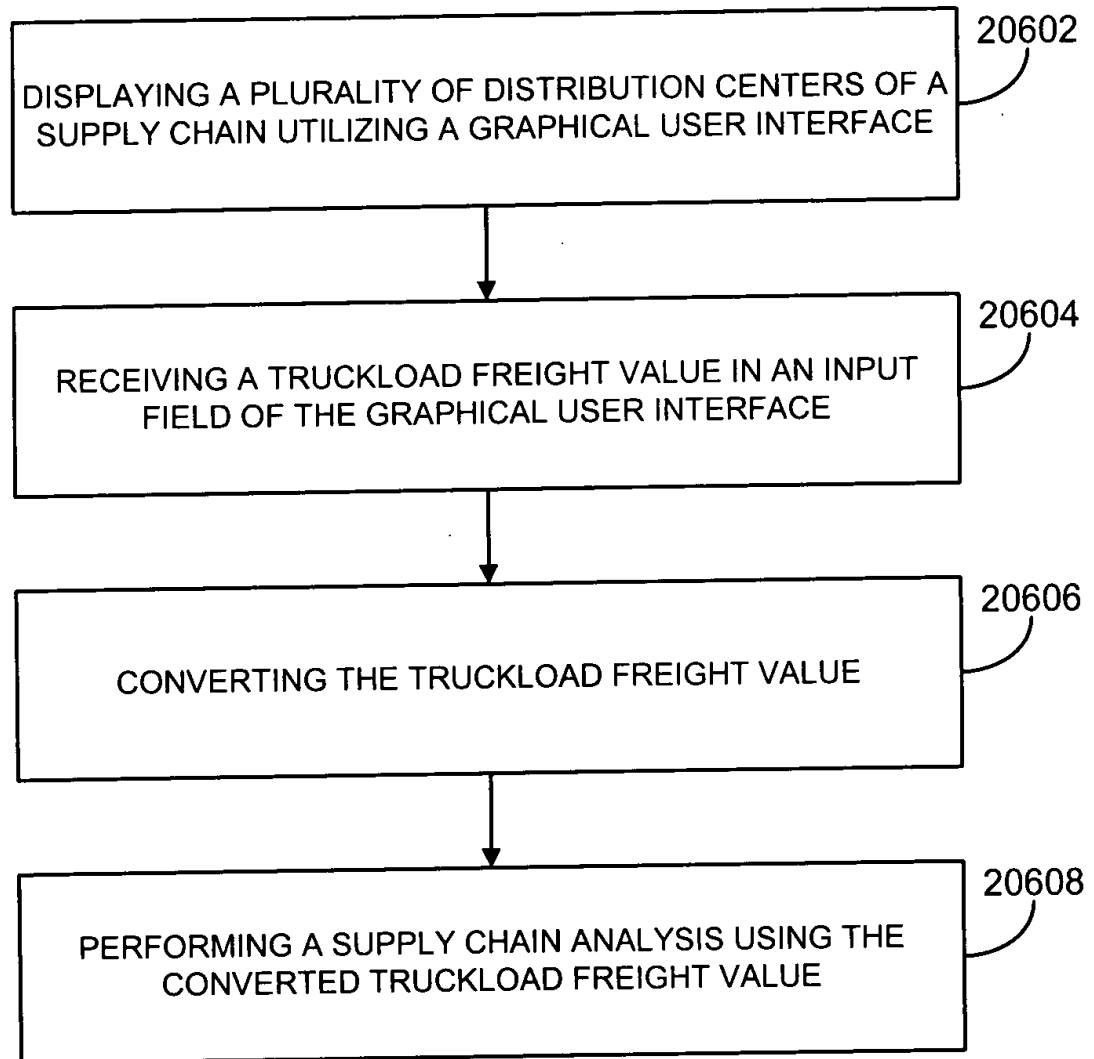 20602
DISPLAYING A PLURALITY OF DISTRIBUTION CENTERS OF A
SUPPLY CHAIN UTILIZING A GRAPHICAL USER INTERFACE
20604
RECEIVING A TRUCKLOAD FREIGHT VALUE IN AN INPUT
FIELD OF THE GRAPHICAL USER INTERFACE
20606
CONVERTING THE TRUCKLOAD FREIGHT VALUE
20608
PERFORMING A SUPPLY CHAIN ANALYSIS USING THE
CONVERTED TRUCKLOAD FREIGHT VALUE